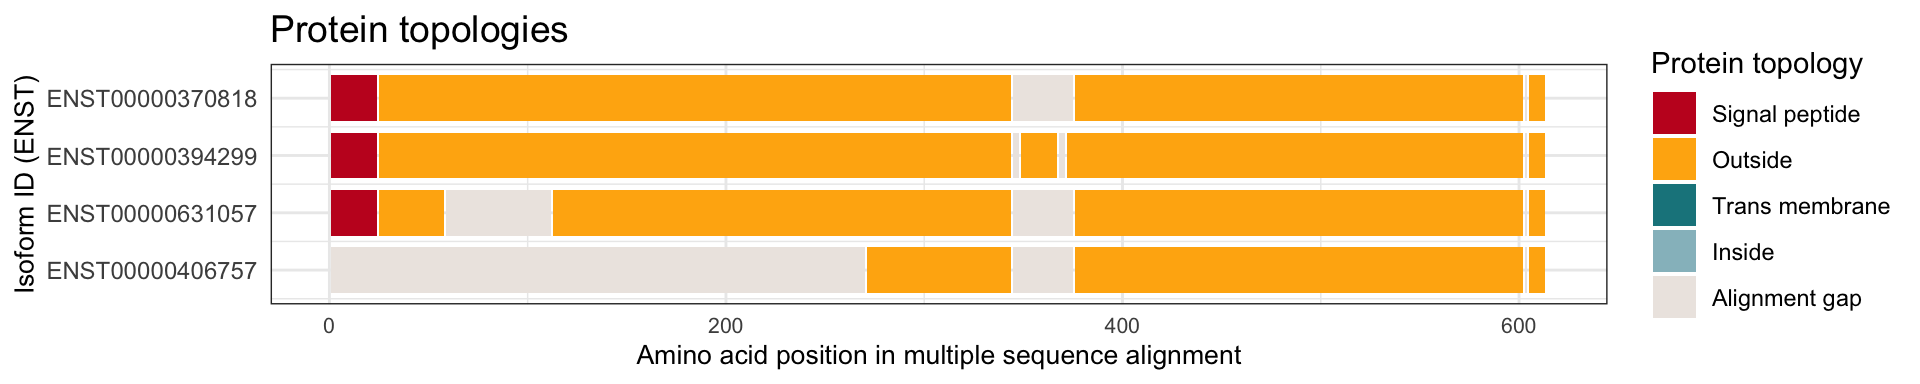 Protein topologies
Isoform ID (ENST)
ENST00000370818
ENST00000394299
ENST00000631057
ENST00000406757
0 200 400 600
Amino acid position in multiple sequence alignment
Protein topology
Signal peptide
Outside
Trans membrane
Inside
Alignment gap